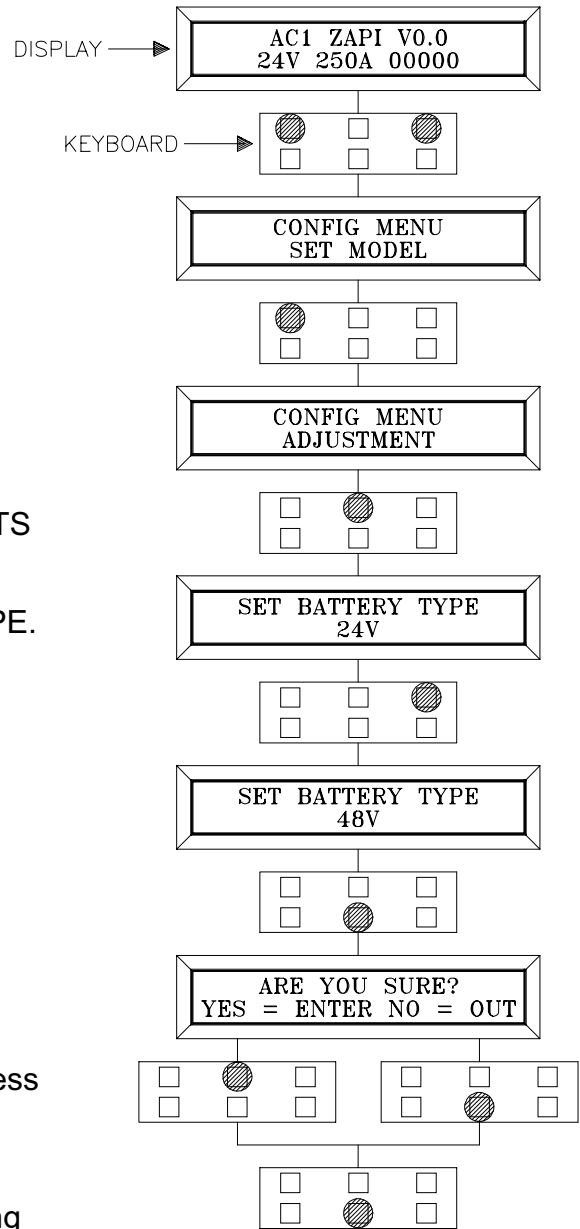 AC1 ZAPI V0.0
DISPLAY
24V 250A 00000
KEYBOARD
CONFIG MENU
SET MODEL
CONFIG MENU
ADJUSTMENT
TS
SET BATTERY TYPE
PE.
24V
SET BATTERY TYPE
48V
ARE YOU SURE?
YES = ENTER NO = OUT
ess
ng